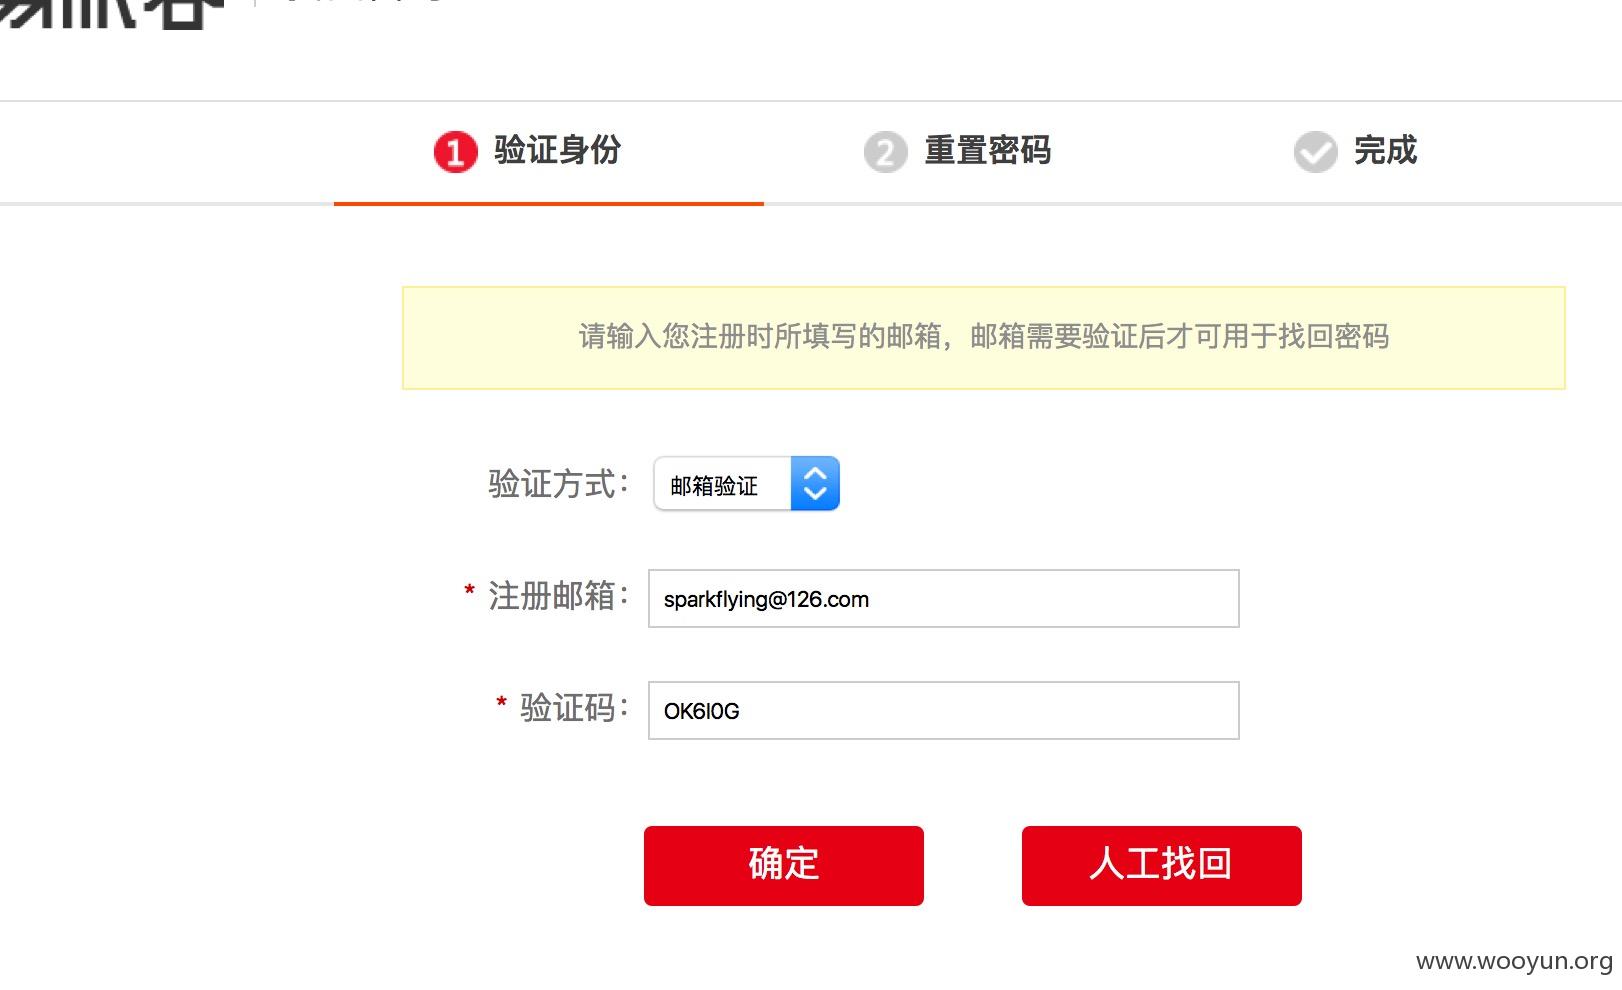 1 验证身份
2 重置密码
完成
请输入您注册时所填写的邮箱，邮箱需要验证后才可用于找回密码
验证方式： 邮箱验证
* 注册邮箱： sparkflying@126.com
* 验证码： OK6I0G
确定 人工找回
www.wooyun.org